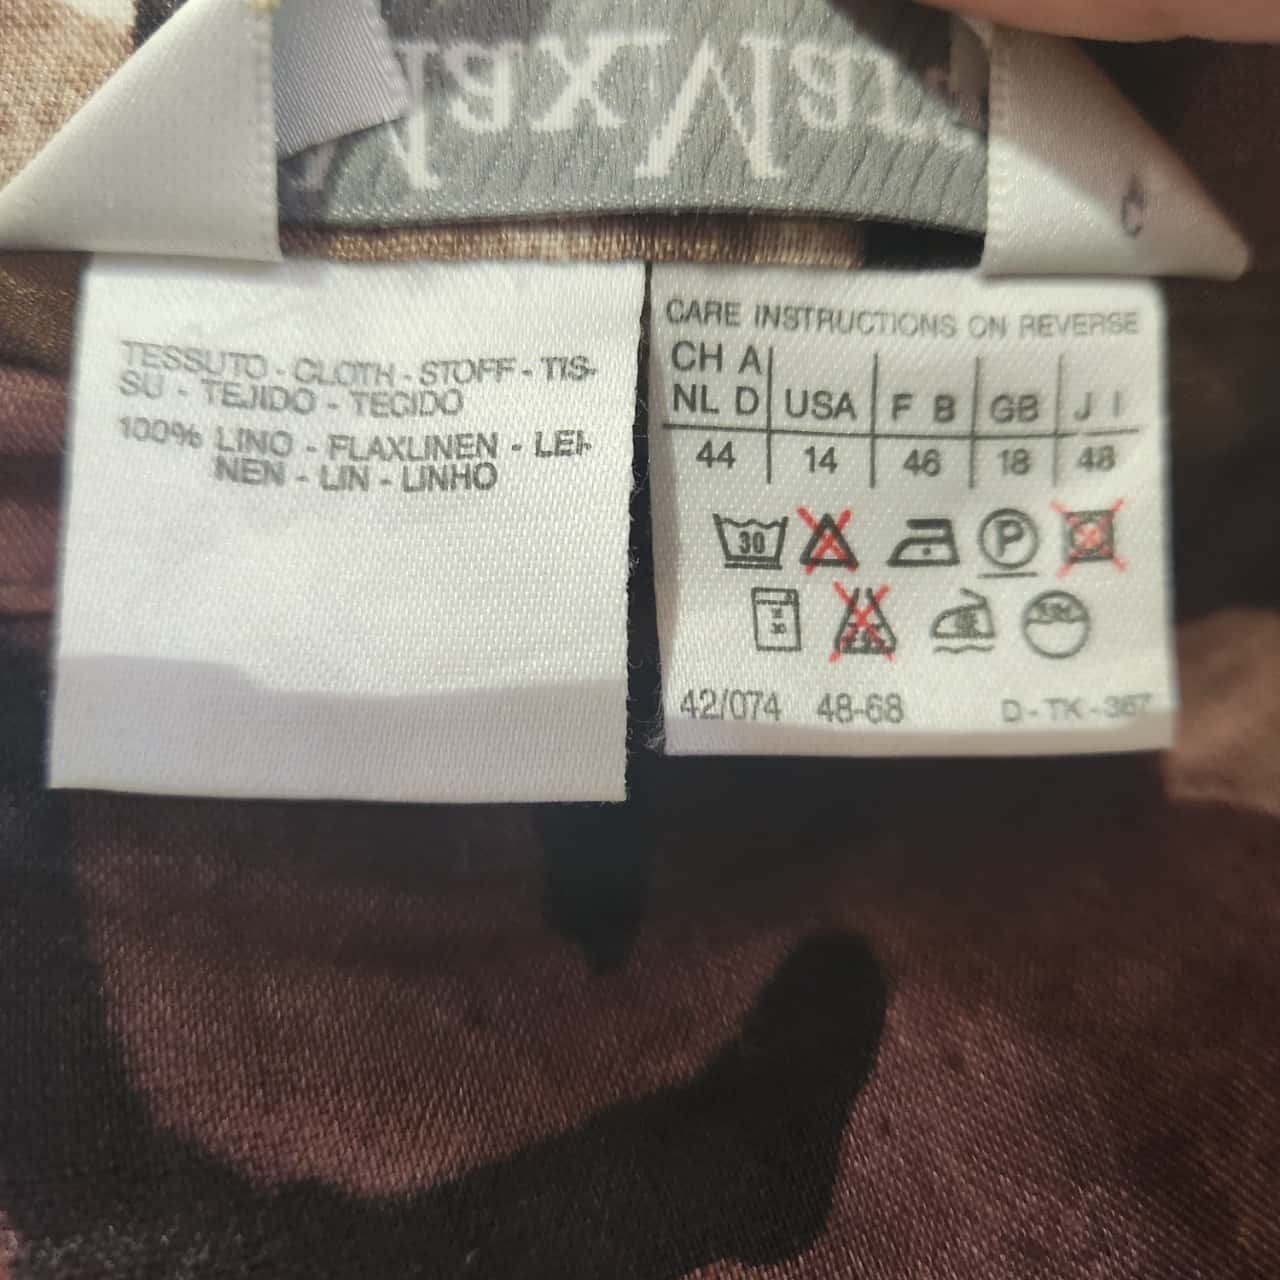 TESSUTO - CLOTH - STOFF - TIS-
SU - TEJIDO - TECIDO
100% LINO - FLAXLINEN - LEI-
NEN - LIN - LINHO
CARE INSTRUCTIONS ON REVERSE
CH A
NL D USA F B GB J I
44 14 46 18 48
30 P
42/074 48-68 D-TK-367
C